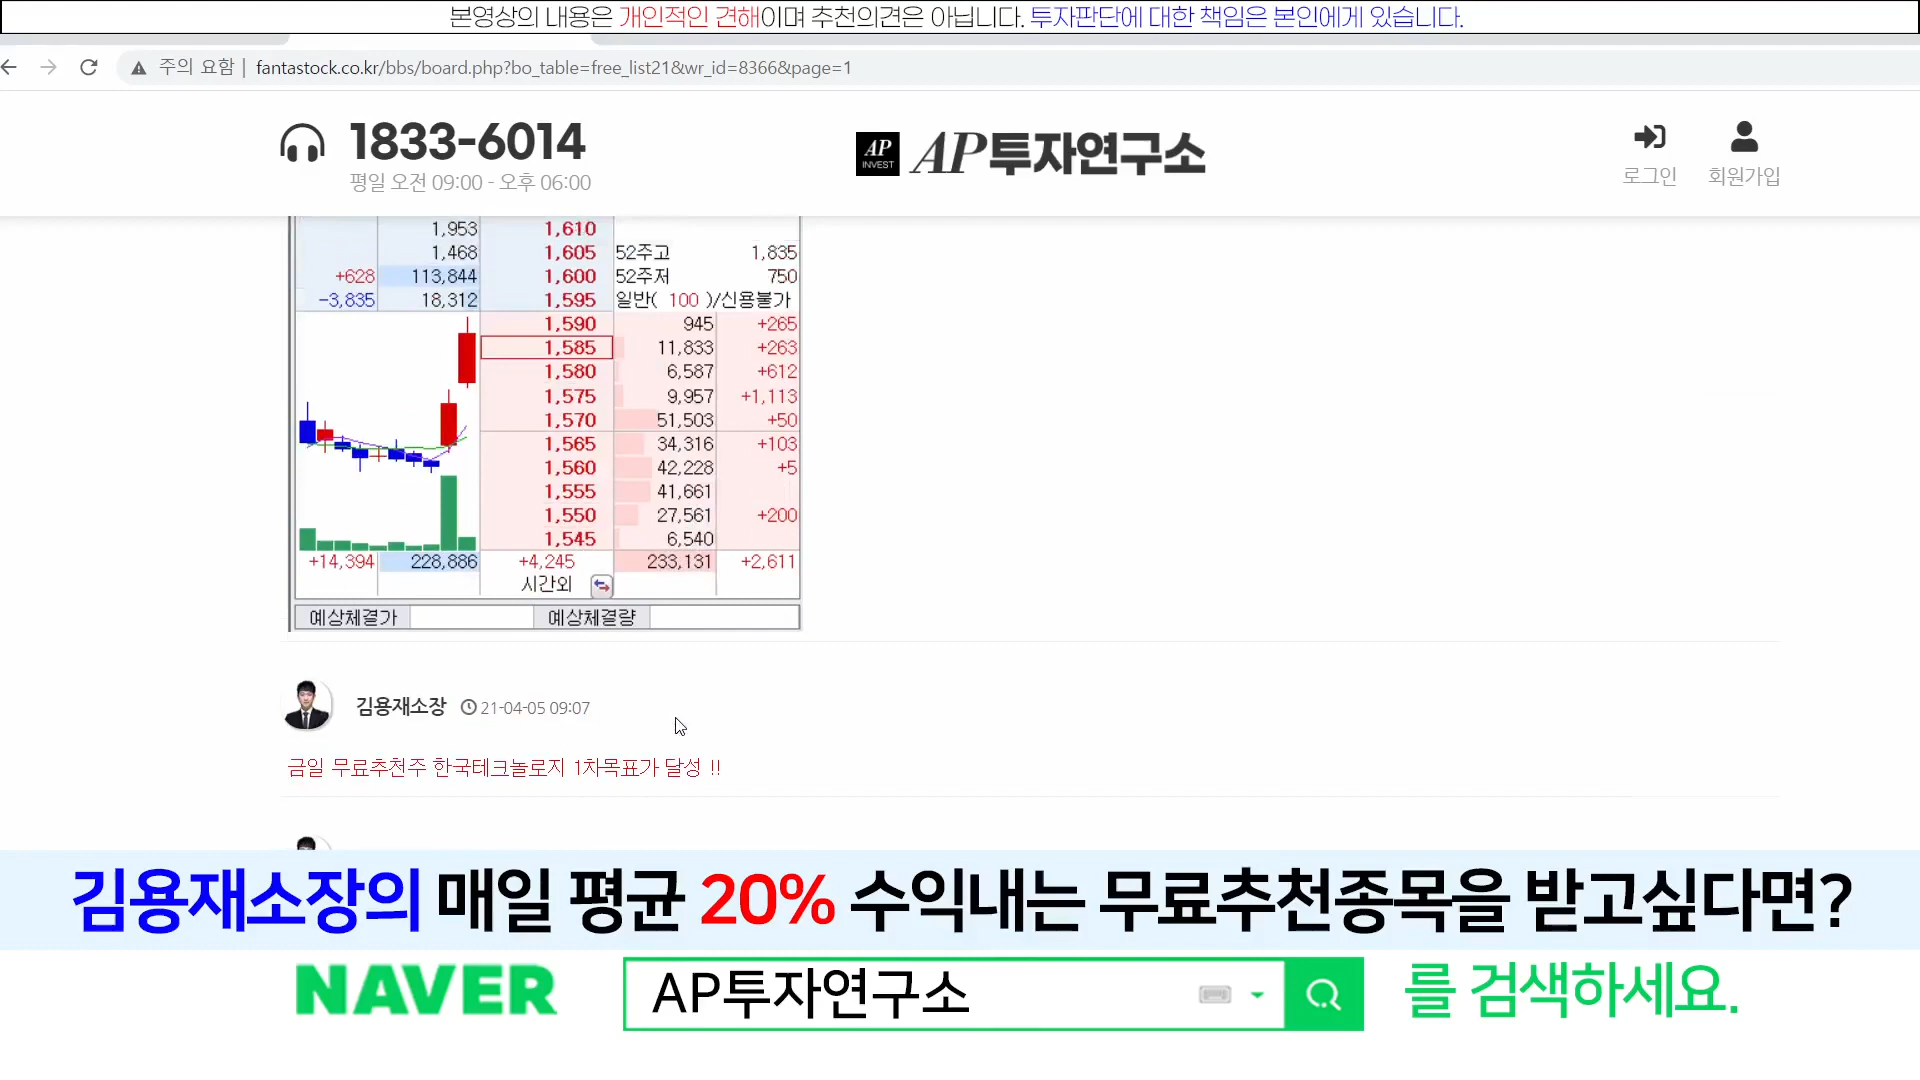 본영상의 내용은 개인적인 견해이며 추천의견은 아닙니다. 투자판단에 대한 책임은 본인에게 있습니다.
주의 요함 | fantastock.co.kr/bbs/board.php?bo_table=free_list21&wr_id=8366&page=1
1833-6014
평일 오전 09:00 - 오후 06:00
AP INVEST
AP투자연구소
로그인 회원가입
1,953 1,610
1,468 1,605 52주고 1,835
+628 113,844 1,600 52주저 750
-3,835 18,312 1,595 일반( 100 )/신용불가
1,590 945 +265
1,585 11,833 +263
1,580 6,587 +612
1,575 9,957 +1,113
1,570 51,503 +50
1,565 34,316 +103
1,560 42,228 +5
1,555 41,661
1,550 27,561 +200
1,545 6,540
+14,394 228,886 +4,245 233,131 +2,611
시간외
예상체결가 예상체결량
김용재소장 21-04-05 09:07
금일 무료추천주 한국테크놀로지 1차목표가 달성 !!
김용재소장의 매일 평균 20% 수익내는 무료추천종목을 받고싶다면?
NAVER AP투자연구소 를 검색하세요.